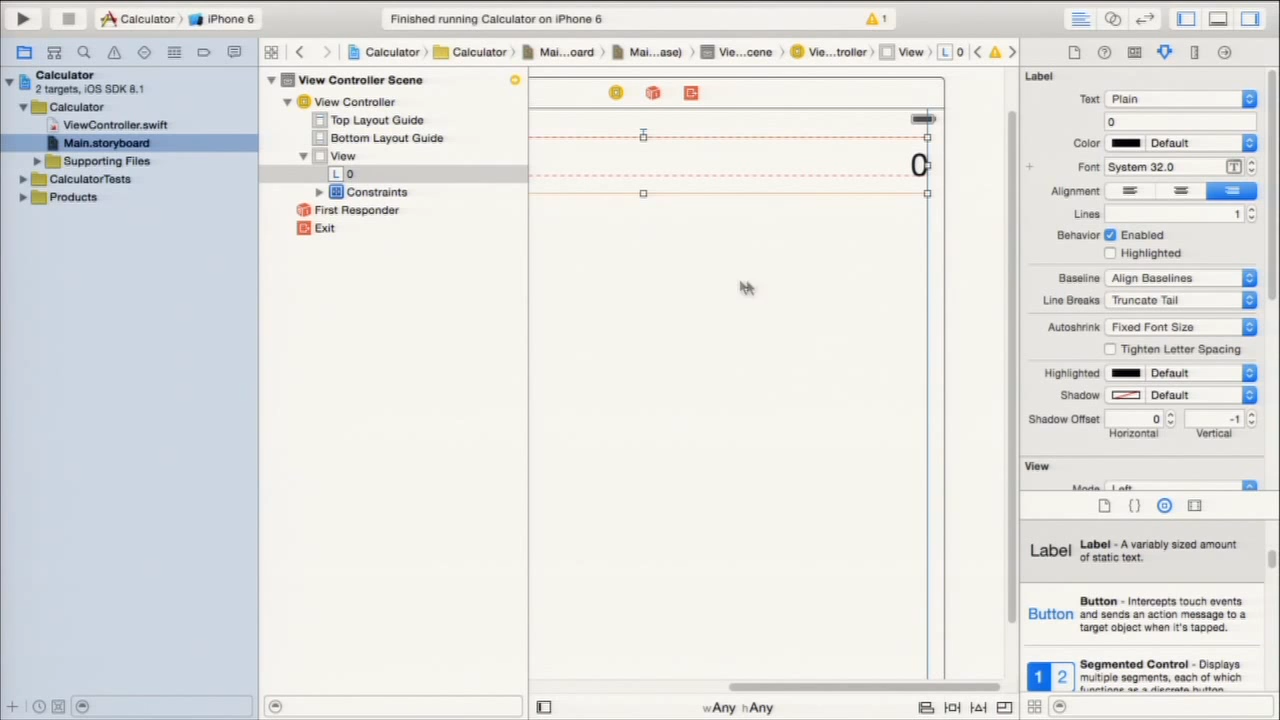 Calculator iPhone 6
Finished running Calculator on iPhone 6
1
Calculator Calculator Mai...oard Mai...ase) Vie...cene Vie...troller View L 0
Calculator
2 targets, iOS SDK 8.1
Calculator
ViewController.swift
Main.storyboard
Supporting Files
CalculatorTests
Products
View Controller Scene
View Controller
Top Layout Guide
Bottom Layout Guide
View
L 0
Constraints
First Responder
Exit
0
wAny hAny
Label
Text Plain
0
Color Default
Font System 32.0 T
Alignment
Lines 1
Behavior Enabled
Highlighted
Baseline Align Baselines
Line Breaks Truncate Tail
Autoshrink Fixed Font Size
Tighten Letter Spacing
Highlighted Default
Shadow Default
Shadow Offset 0 -1
Horizontal Vertical
View
Mode Left
{}
Label Label - A variably sized amount
of static text.
Button Button - Intercepts touch events
and sends an action message to a
target object when it's tapped.
1 2 Segmented Control - Displays
multiple segments, each of which
functions as a discrete button.